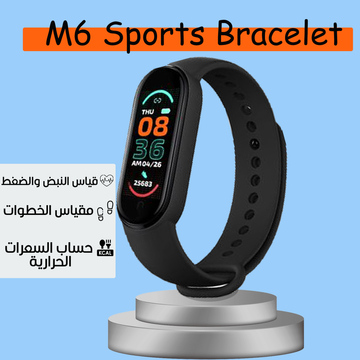 M6 Sports Bracelet
THU
08
36
AM 04/26
25683
قياس النبض والضغط
مقياس الخطوات
حساب السعرات
الحرارية
KCAL